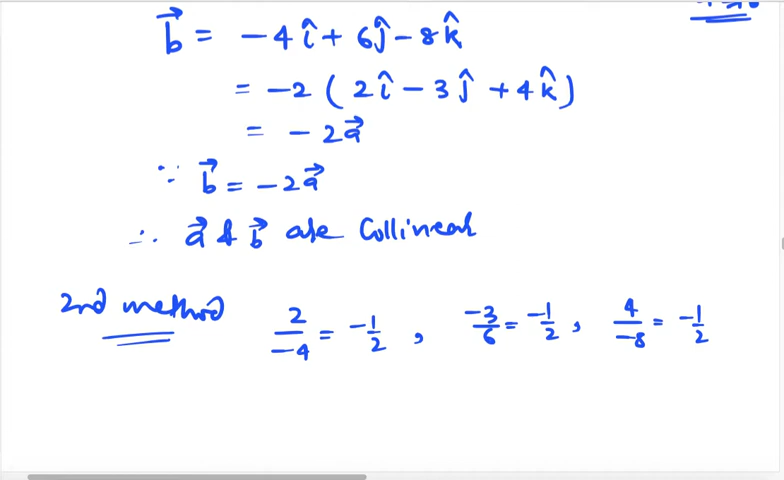 b⃗ = −4î + 6ĵ − 8k̂
= −2 ( 2î − 3ĵ + 4k̂ )
= − 2a⃗
∵ b⃗ = −2a⃗
∴ a⃗ & b⃗ are Collinear
2nd method 2/−4 = −1/2 , −3/6 = −1/2 , 4/−8 = −1/2